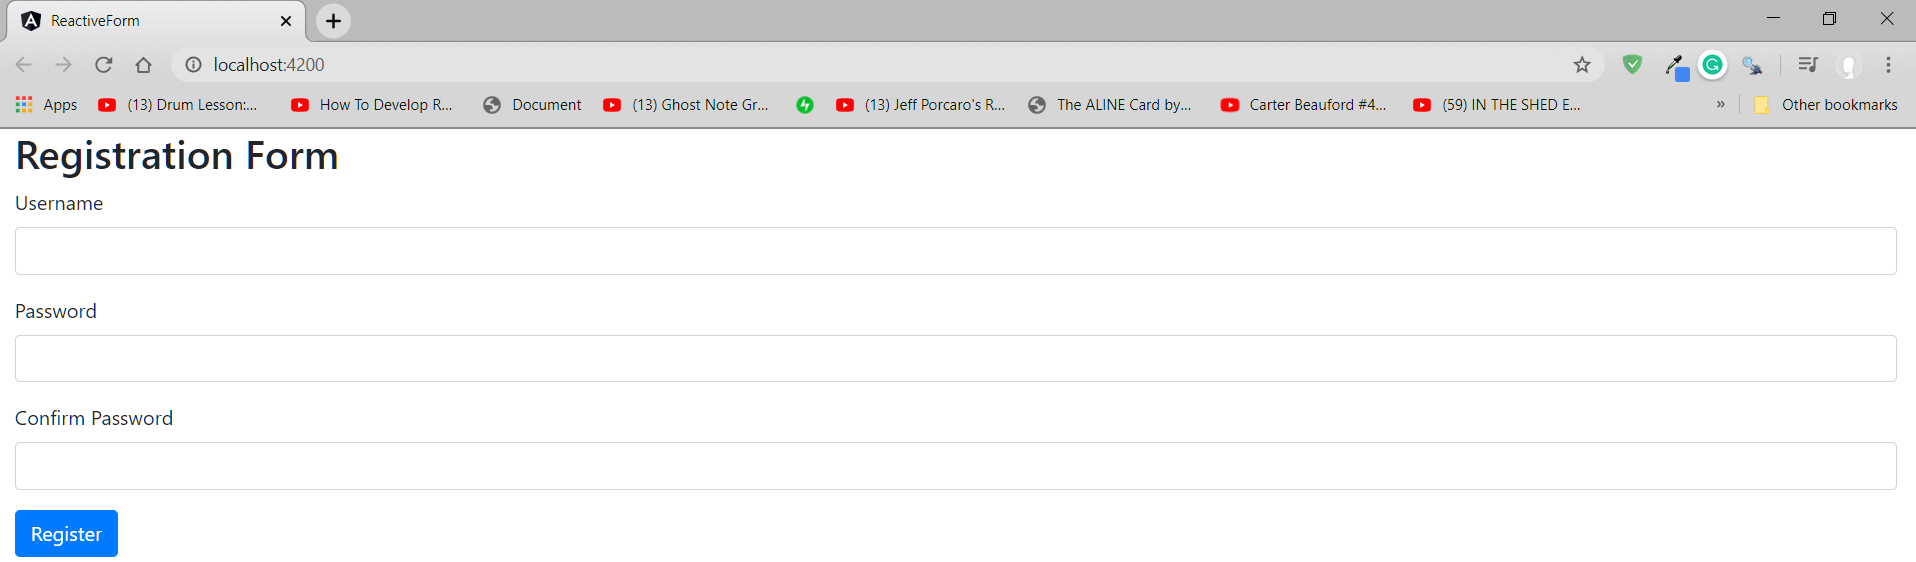 ReactiveForm
localhost:4200
Apps (13) Drum Lesson:... How To Develop R... Document (13) Ghost Note Gr... (13) Jeff Porcaro's R... The ALINE Card by... Carter Beauford #4... (59) IN THE SHED E... » Other bookmarks
Registration Form
Username
Password
Confirm Password
Register